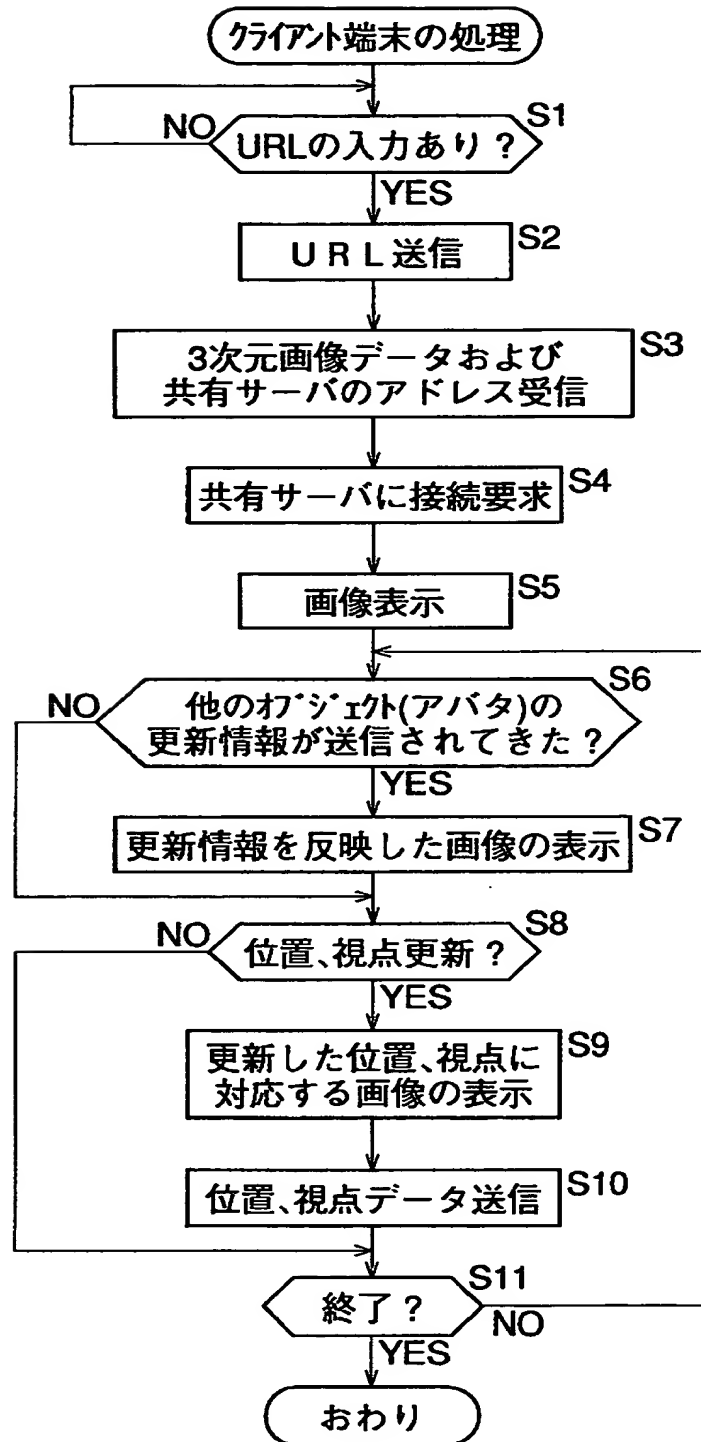 クライアント端末の処理
S1
NO
URLの入力あり？
YES
S2
URL送信
S3
3次元画像データおよび
共有サーバのアドレス受信
S4
共有サーバに接続要求
S5
画像表示
S6
NO
他のオブジェクト(アバタ)の
更新情報が送信されてきた？
YES
S7
更新情報を反映した画像の表示
S8
NO
位置、視点更新？
YES
S9
更新した位置、視点に
対応する画像の表示
S10
位置、視点データ送信
S11
終了？
NO
YES
おわり